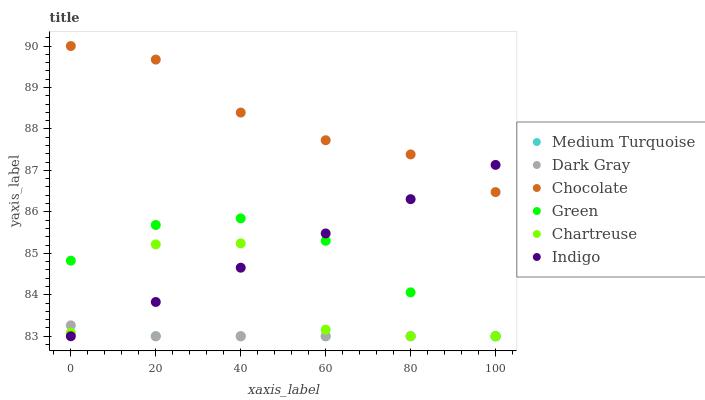 title
yaxis_label
90
89
88
87
86
85
84
83
0 20 40 60 80 100
xaxis_label
Medium Turquoise
Dark Gray
Chocolate
Green
Chartreuse
Indigo